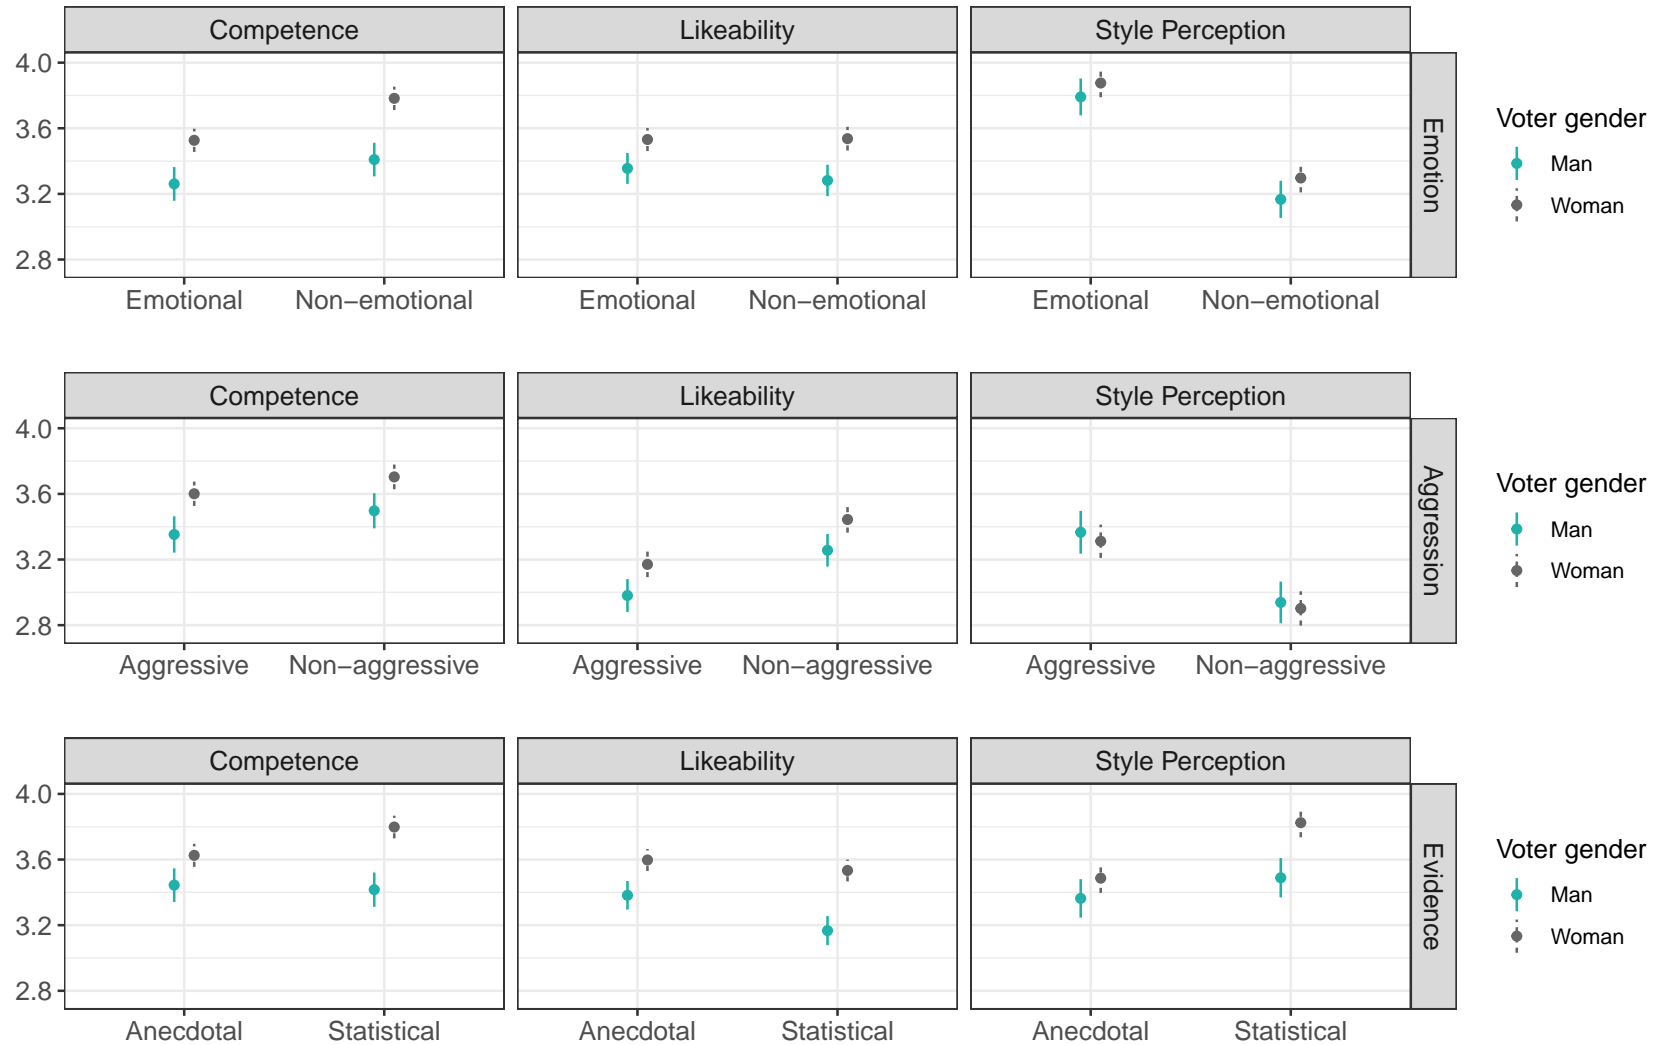 Competence Likeability Style Perception
4.0
3.6
3.2
2.8
Emotion
Emotional Non−emotional Emotional Non−emotional Emotional Non−emotional
Voter gender
Man
Woman
Competence Likeability Style Perception
4.0
3.6
3.2
2.8
Aggression
Aggressive Non−aggressive Aggressive Non−aggressive Aggressive Non−aggressive
Voter gender
Man
Woman
Competence Likeability Style Perception
4.0
3.6
3.2
2.8
Evidence
Anecdotal Statistical Anecdotal Statistical Anecdotal Statistical
Voter gender
Man
Woman